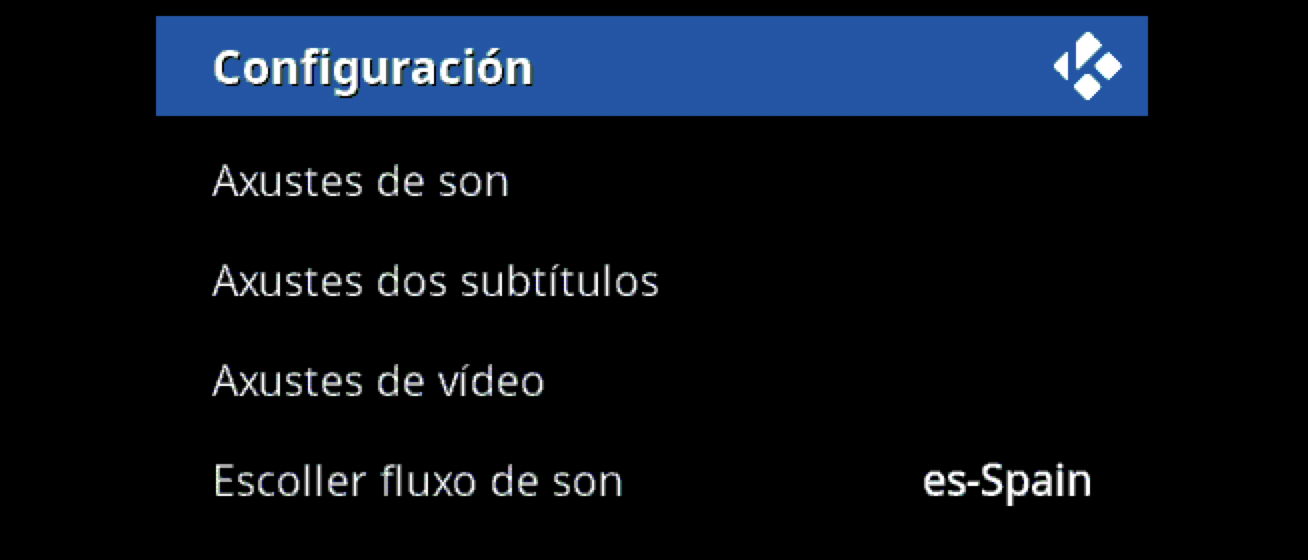 Configuración
Axustes de son
Axustes dos subtítulos
Axustes de vídeo
Escoller fluxo de son es-Spain